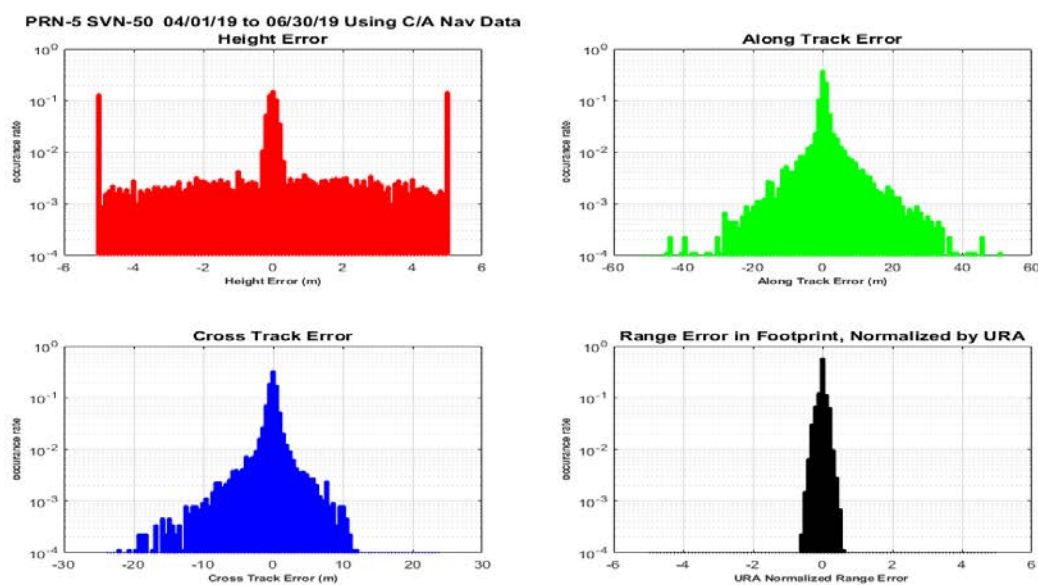 PRN-5 SVN-50 04/01/19 to 06/30/19 Using C/A Nav Data
Height Error
10^0
10^-1
10^-2
10^-3
10^-4
occurance rate
-6 -4 -2 0 2 4 6
Height Error (m)
Along Track Error
10^0
10^-1
10^-2
10^-3
10^-4
occurance rate
-60 -40 -20 0 20 40 60
Along Track Error (m)
Cross Track Error
10^0
10^-1
10^-2
10^-3
10^-4
occurance rate
-30 -20 -10 0 10 20 30
Cross Track Error (m)
Range Error in Footprint, Normalized by URA
10^0
10^-1
10^-2
10^-3
10^-4
occurance rate
-6 -4 -2 0 2 4 6
URA Normalized Range Error